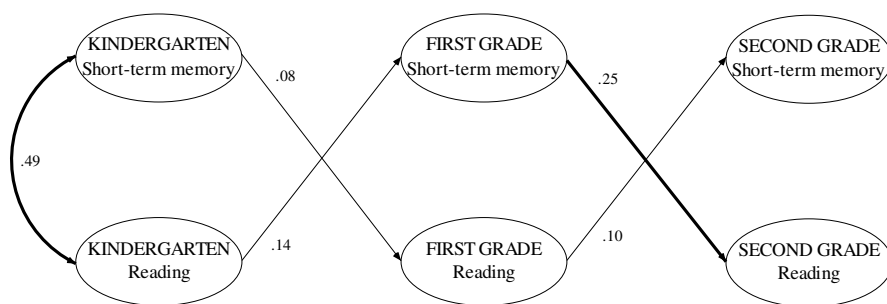 KINDERGARTEN
Short-term memory
FIRST GRADE
Short-term memory
SECOND GRADE
Short-term memory
.08
.25
.49
.14
.10
KINDERGARTEN
Reading
FIRST GRADE
Reading
SECOND GRADE
Reading